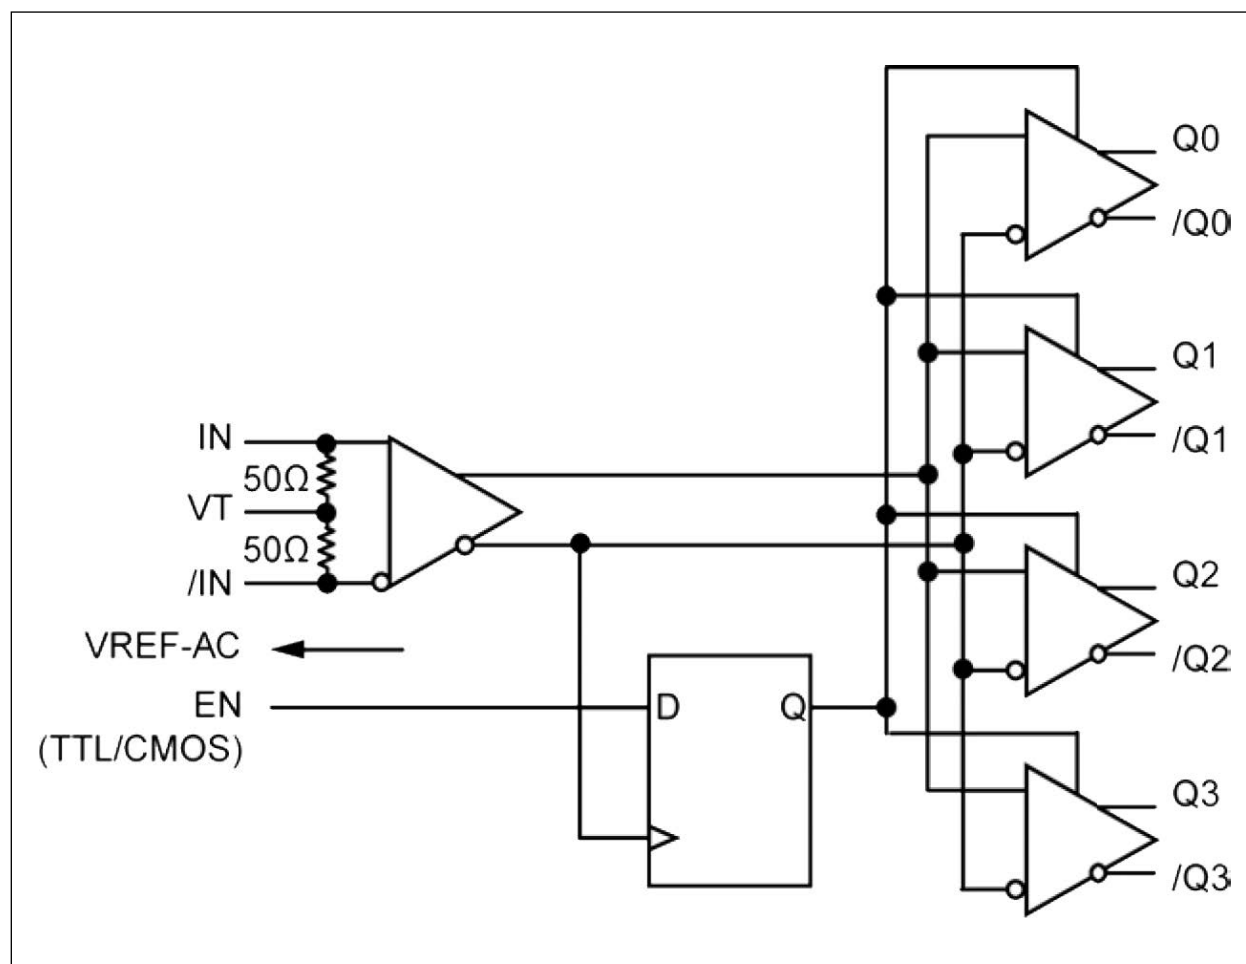 Q0
/Q0
Q1
/Q1
IN
50Ω
VT
50Ω
/IN
Q2
/Q2
VREF-AC
EN
(TTL/CMOS)
D
Q
Q3
/Q3